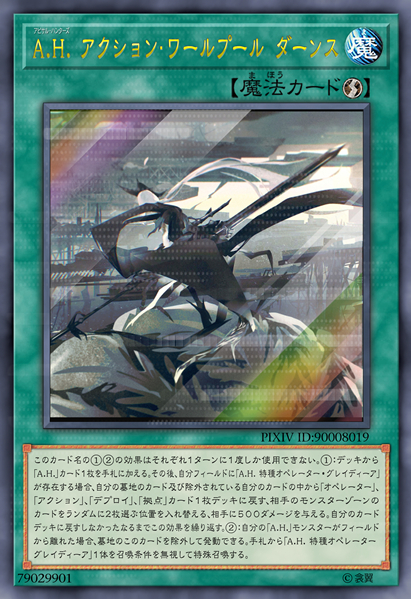 アビサル・ハンターズ
A.H. アクション・ワールプール ダーンス
魔
【魔法カード】
まほう
PIXIV ID:90008019
このカード名の①②の効果はそれぞれ1ターンに1度しか使用できない。①：デッキから
「A.H.」カード1枚を手札に加える。その後、自分フィールドに「A.H. 特種オペレーター・グレイディーア」
が存在する場合、自分の墓地のカード及び除外されている自分のカードの中から「オペレーター」、
「アクション」、「デプロイ」、「拠点」カード1枚デッキに戻す、相手のモンスターゾーンの
カードをランダムに2枚選ぶ位置を入れ替える、相手に500ダメージを与える。自分のカード
デッキに戻しなかったなるまでこの効果を繰り返す。②：自分の「A.H.」モンスターがフィールド
から離れた場合、墓地のこのカードを除外して発動できる。手札から「A.H. 特種オペレーター
グレイディーア」1体を召喚条件を無視して特殊召喚する。
79029901
©袞翼